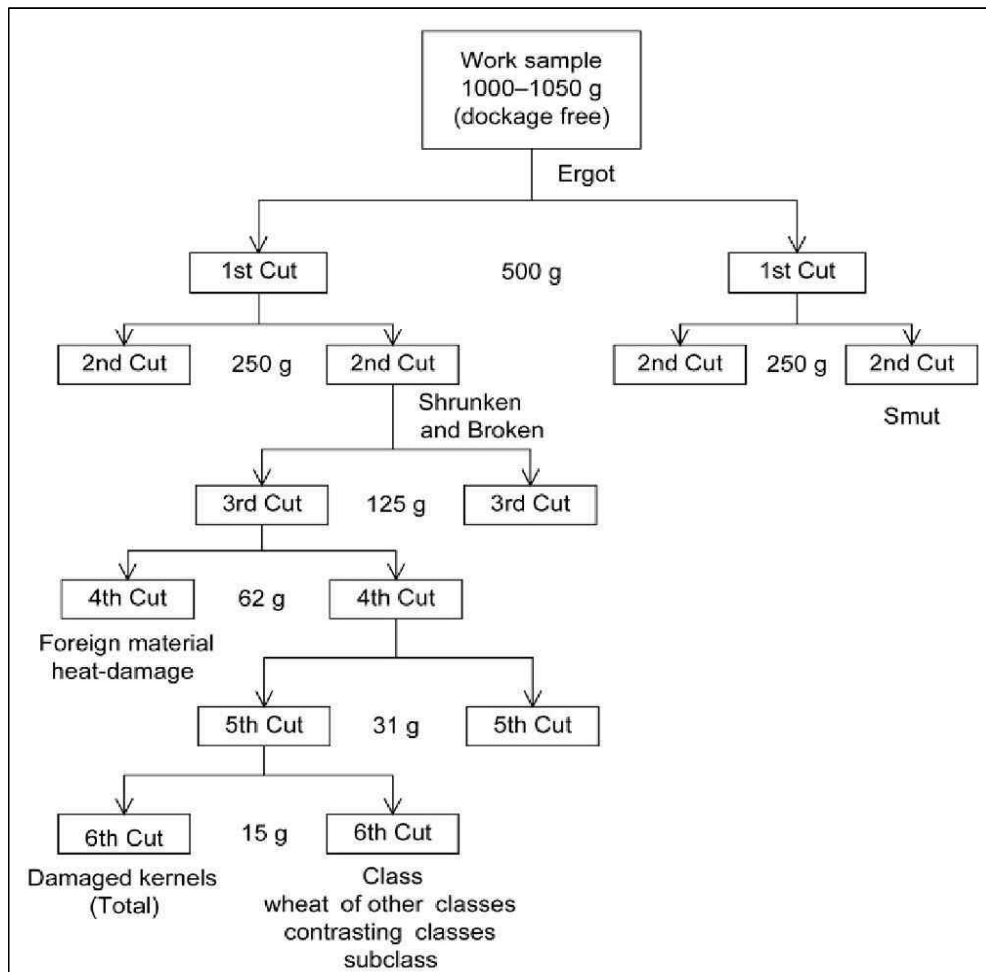 Work sample
1000–1050 g
(dockage free)
Ergot
1st Cut
500 g
1st Cut
2nd Cut
250 g
2nd Cut
2nd Cut
250 g
2nd Cut
Shrunken
and Broken
Smut
3rd Cut
125 g
3rd Cut
4th Cut
62 g
4th Cut
Foreign material
heat-damage
5th Cut
31 g
5th Cut
6th Cut
15 g
6th Cut
Damaged kernels
(Total)
Class
wheat of other classes
contrasting classes
subclass